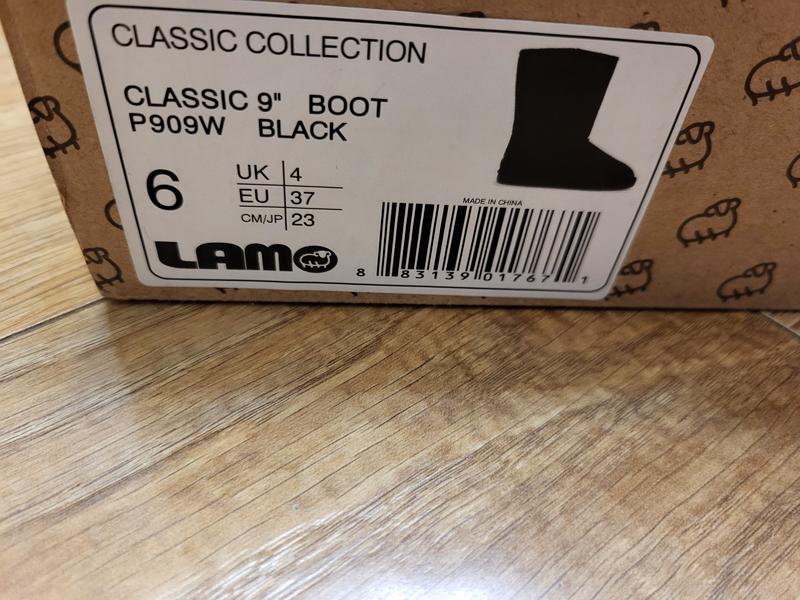 CLASSIC COLLECTION
CLASSIC 9" BOOT
P909W BLACK
6
UK 4
EU 37
CM/JP 23
LAMO
MADE IN CHINA
8 83139 01767 1